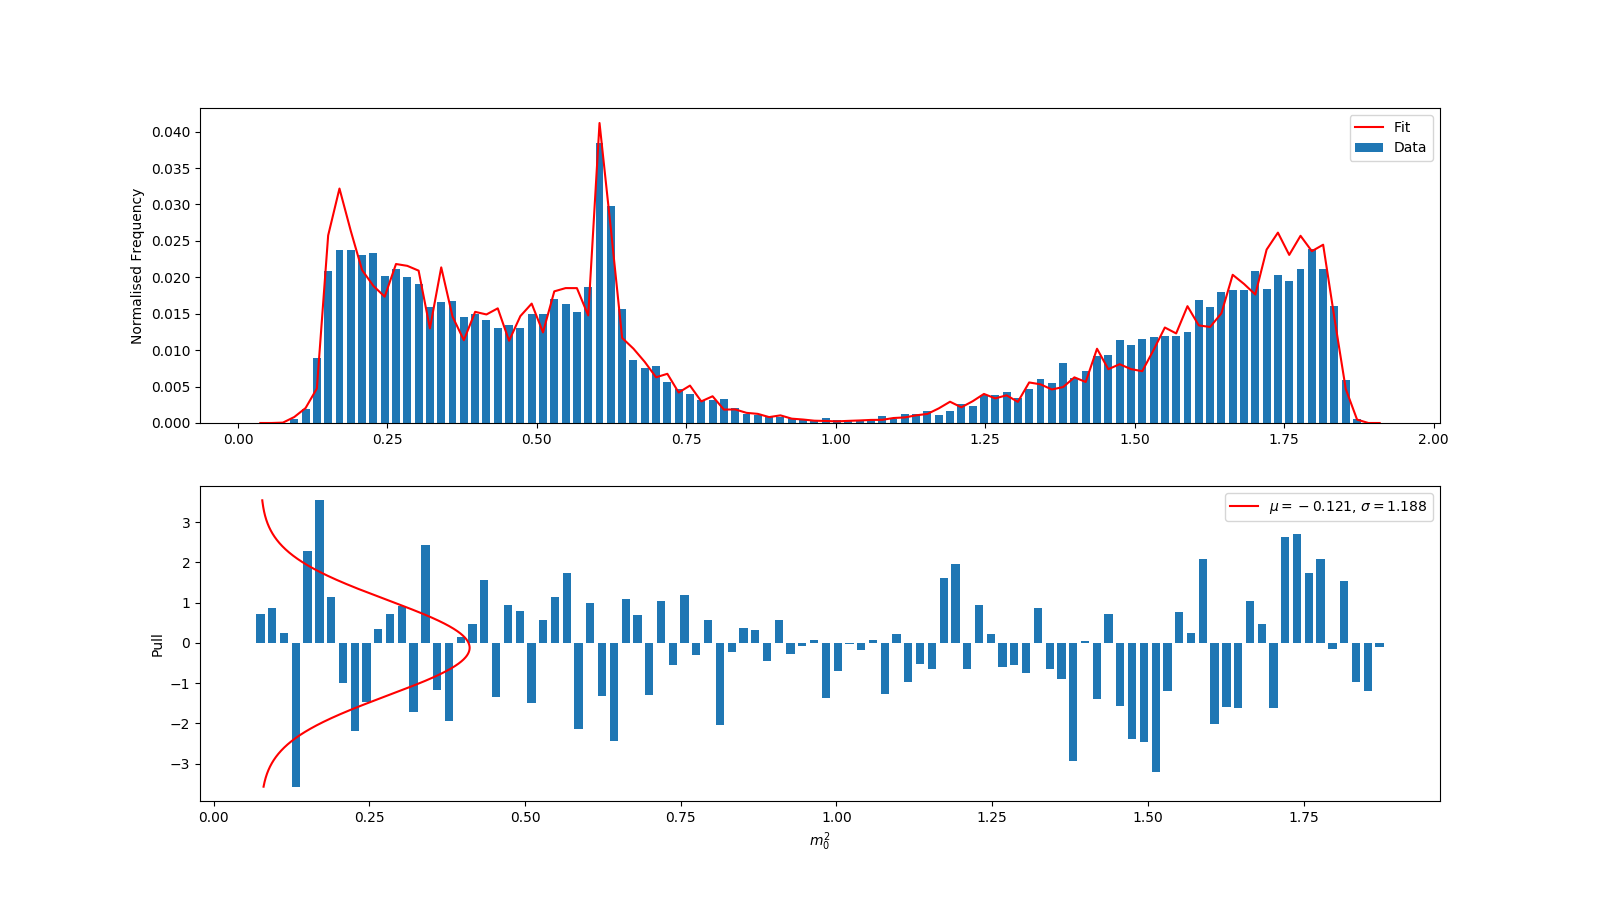 0.040
0.035
0.030
0.025
0.020
0.015
0.010
0.005
0.000
Normalised Frequency
Fit
Data
0.00 0.25 0.50 0.75 1.00 1.25 1.50 1.75 2.00
3
2
1
0
−1
−2
−3
Pull
μ = −0.121, σ = 1.188
0.00 0.25 0.50 0.75 1.00 1.25 1.50 1.75
m₀²